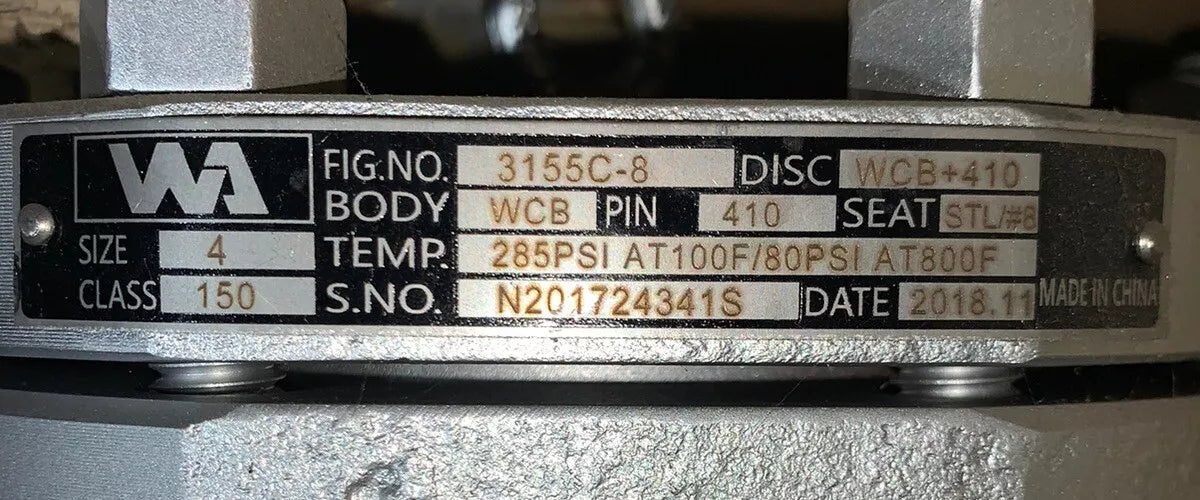 WA FIG.NO. 3155C-8 DISC WCB+410
BODY WCB PIN 410 SEAT STL/#8
SIZE 4 TEMP. 285PSI AT100F/80PSI AT800F
CLASS 150 S.NO. N201724341S DATE 2018.11 MADE IN CHINA